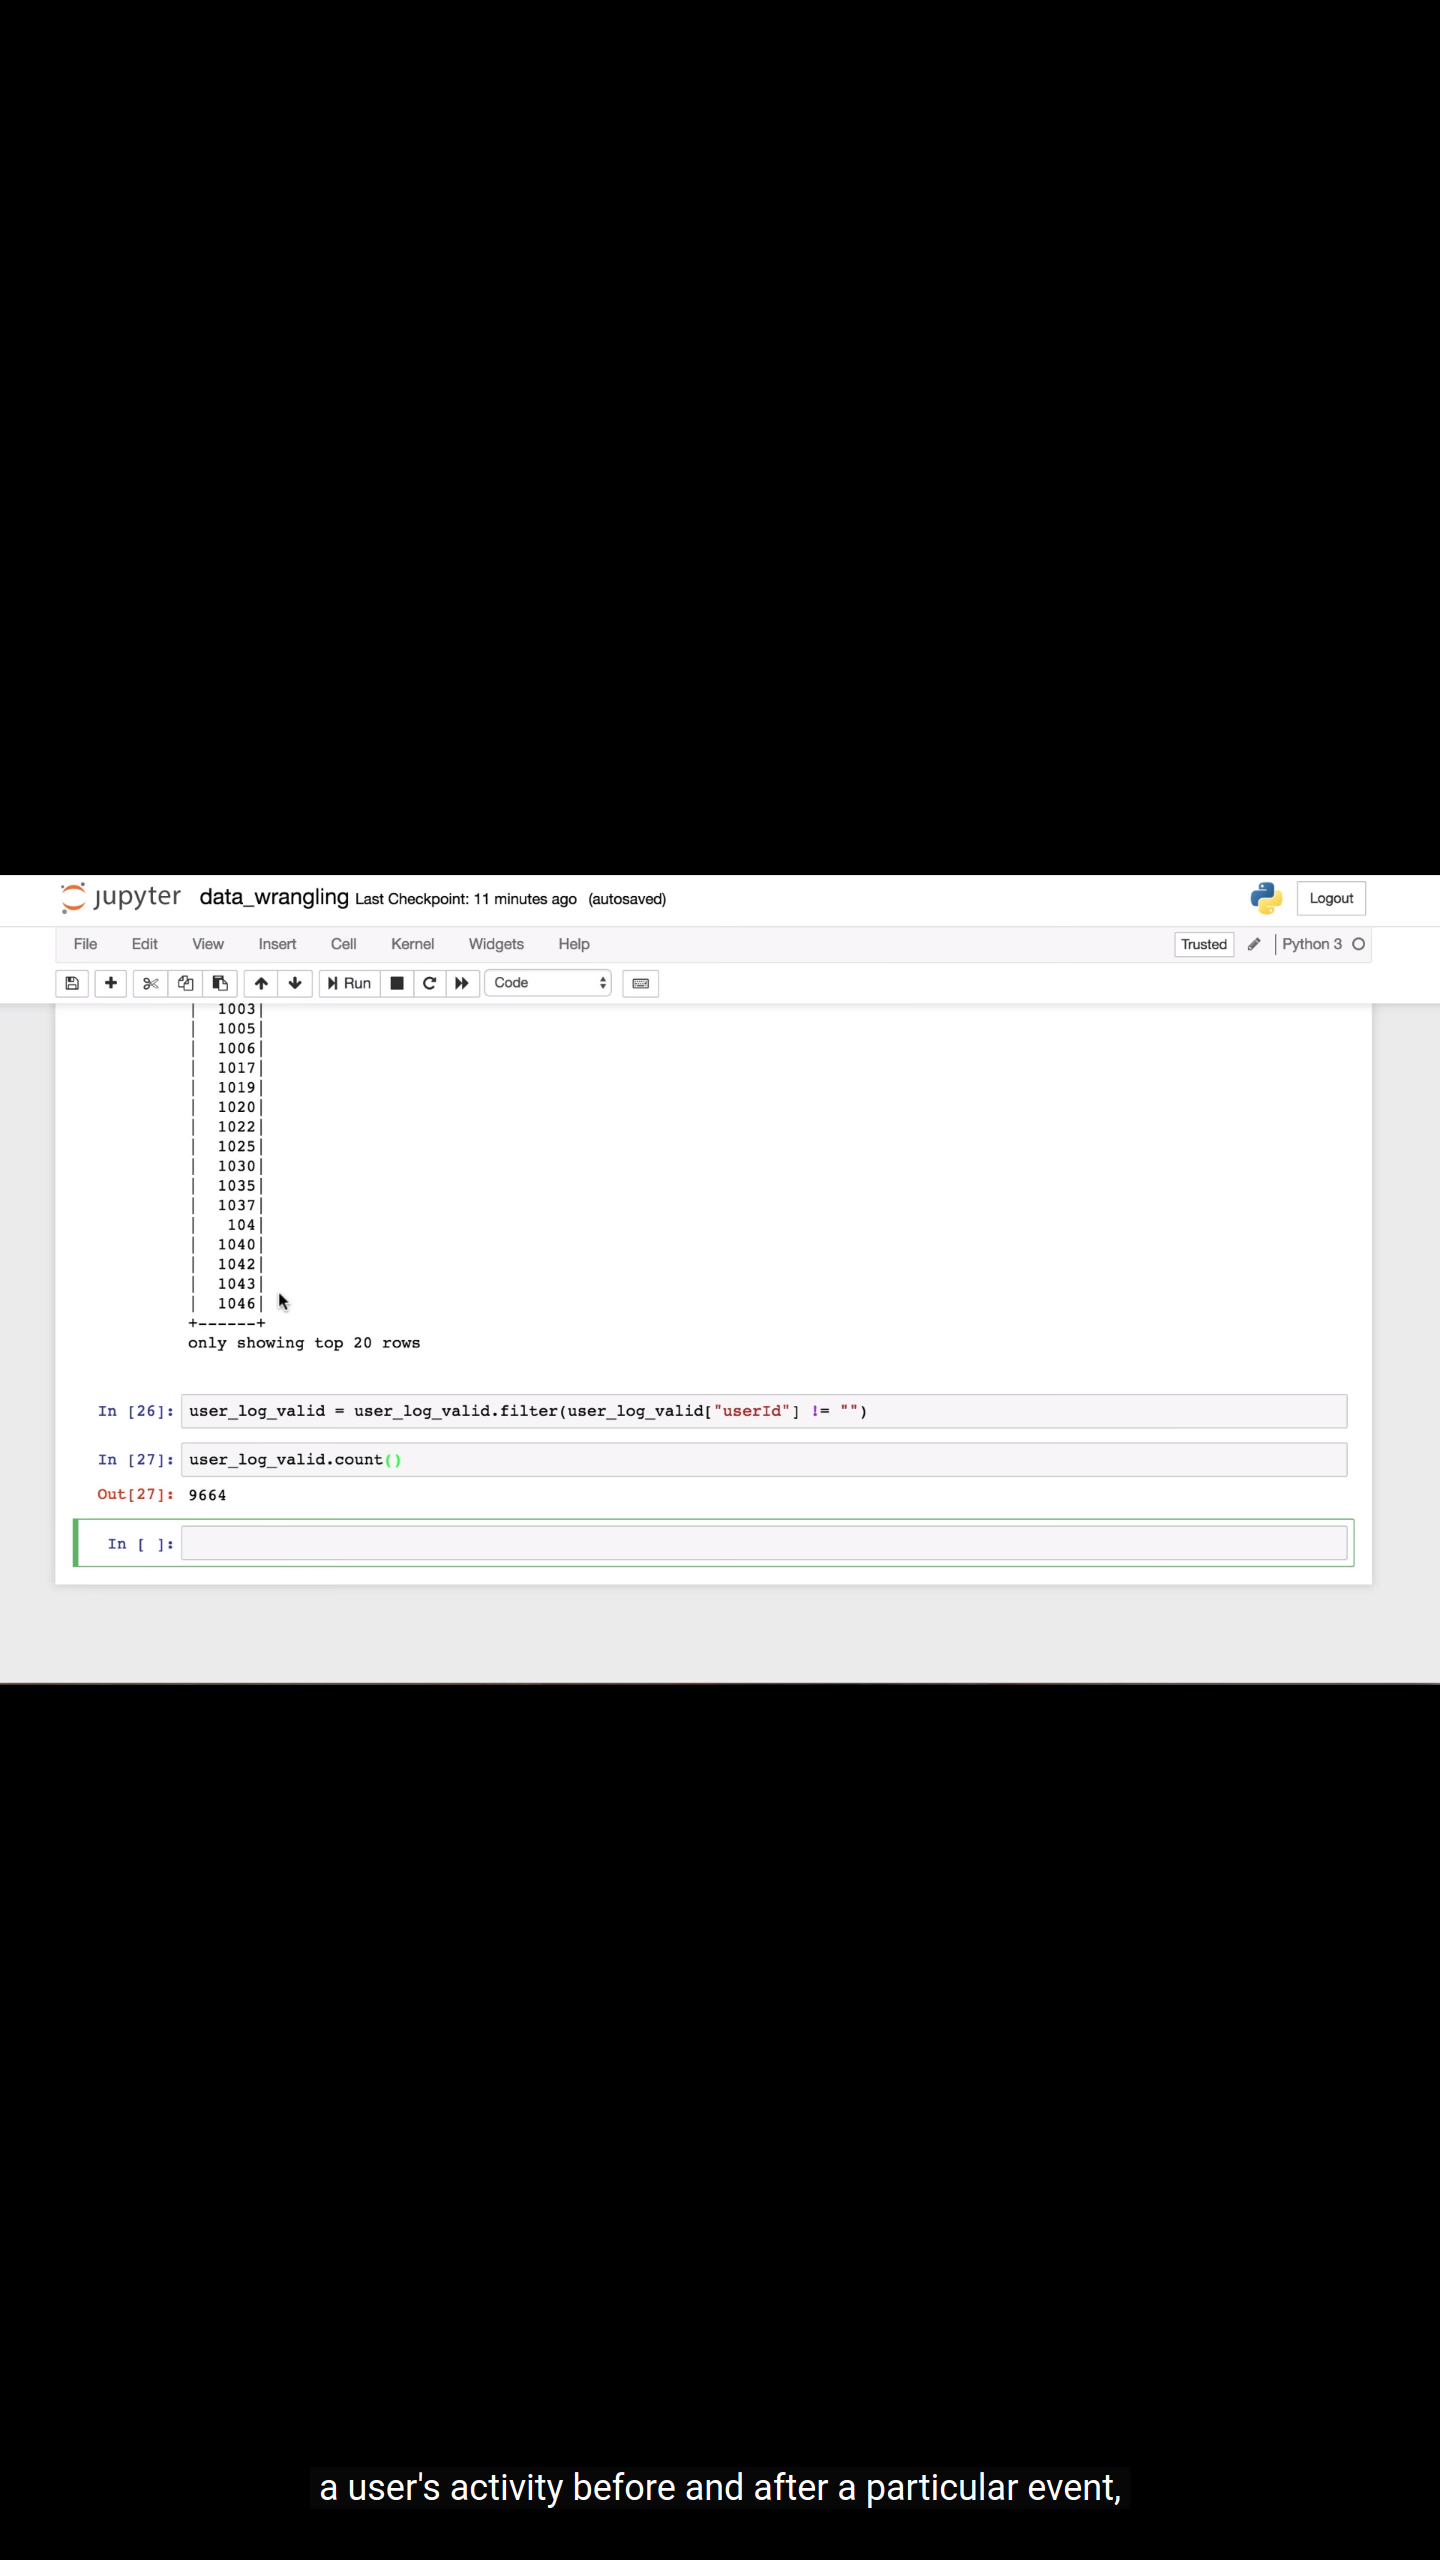 jupyter data_wrangling Last Checkpoint: 11 minutes ago (autosaved) Logout
File Edit View Insert Cell Kernel Widgets Help Trusted Python 3
Run Code
| 1003|
| 1005|
| 1006|
| 1017|
| 1019|
| 1020|
| 1022|
| 1025|
| 1030|
| 1035|
| 1037|
| 104|
| 1040|
| 1042|
| 1043|
| 1046|
+------+
only showing top 20 rows
In [26]: user_log_valid = user_log_valid.filter(user_log_valid["userId"] != "")
In [27]: user_log_valid.count()
Out[27]: 9664
In [ ]:
a user's activity before and after a particular event,